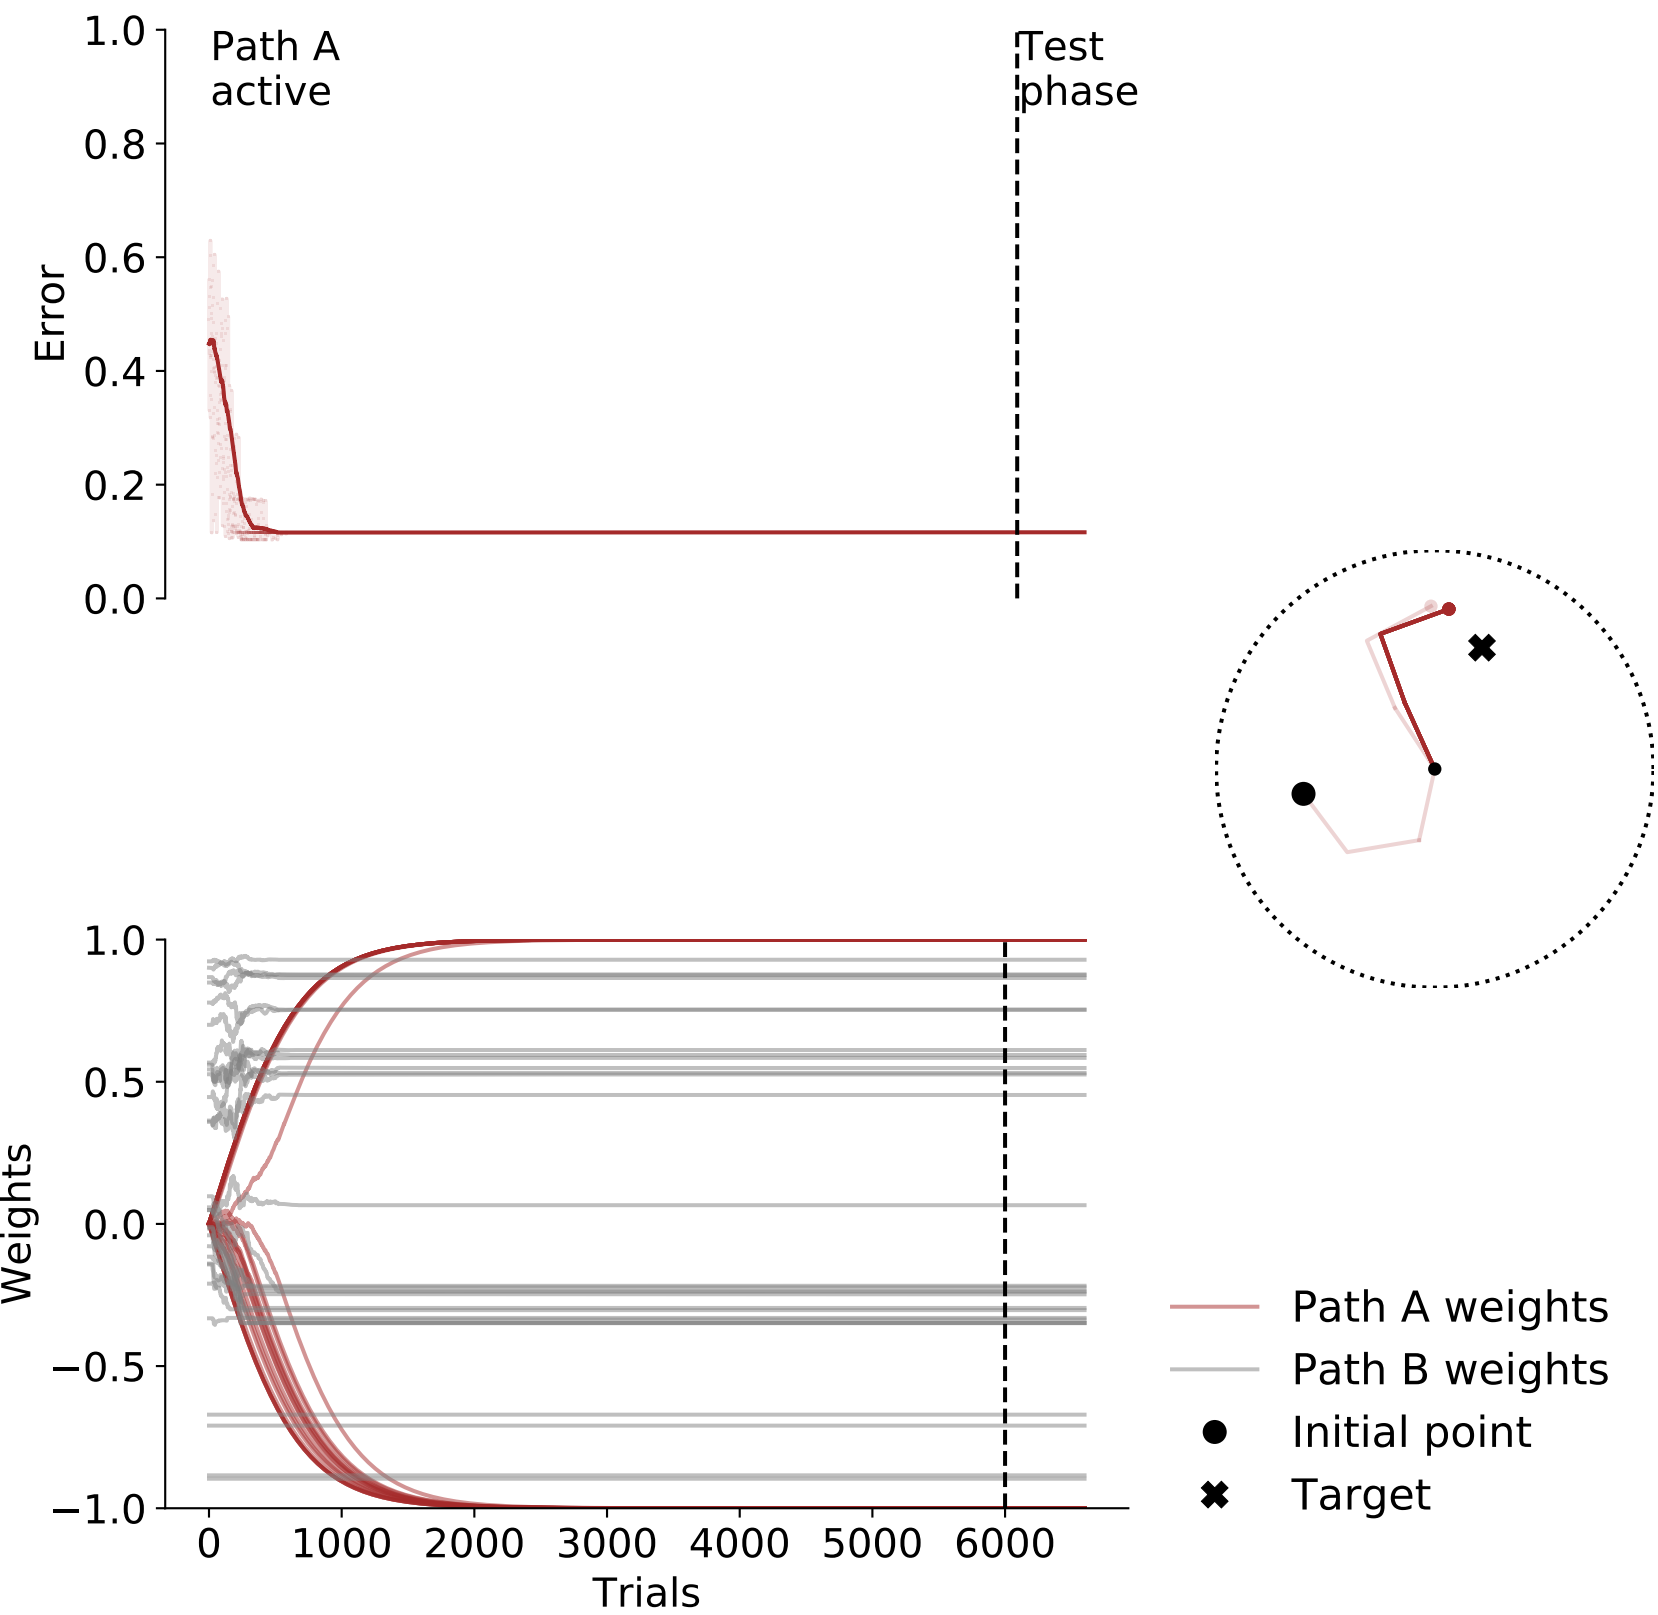 1.0
Path A
active
Test
phase
0.8
0.6
0.4
0.2
0.0
Error
1.0
0.5
0.0
−0.5
−1.0
Weights
0 1000 2000 3000 4000 5000 6000
Trials
Path A weights
Path B weights
Initial point
Target